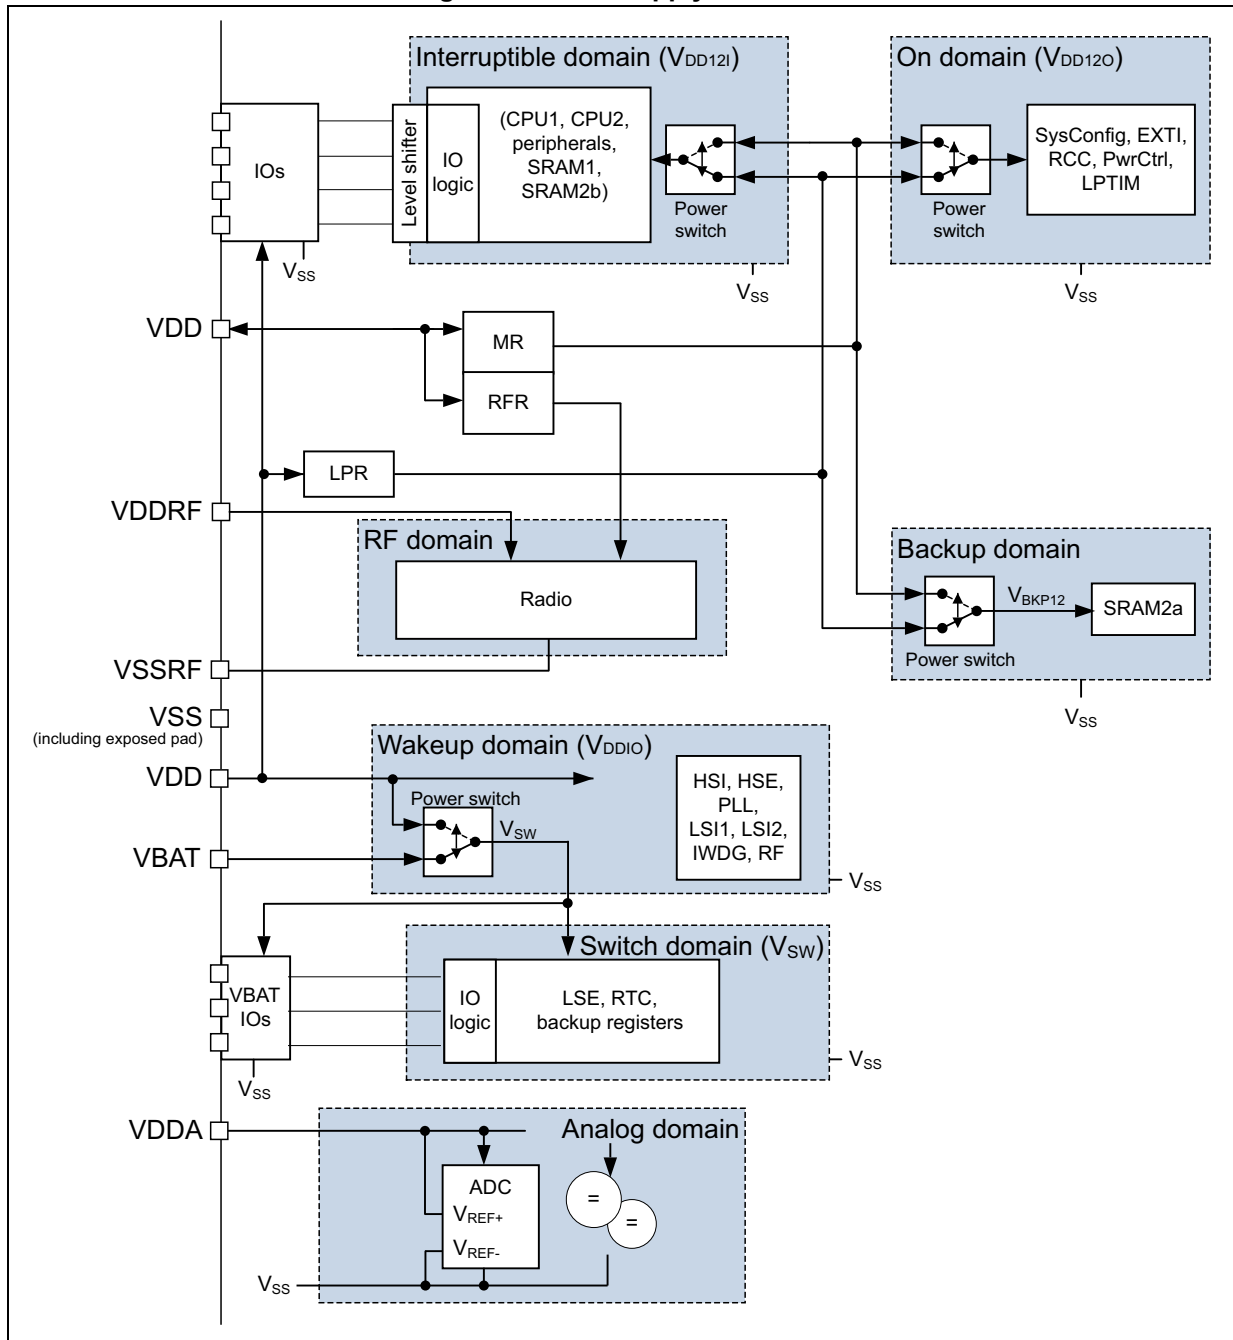 Interruptible domain (VDD12I)
On domain (VDD12O)
IOs
Level shifter
IO
logic
(CPU1, CPU2,
peripherals,
SRAM1,
SRAM2b)
Power
switch
Power
switch
SysConfig, EXTI,
RCC, PwrCtrl,
LPTIM
VSS
VSS
VSS
VDD
MR
RFR
LPR
VDDRF
RF domain
Radio
Backup domain
VBKP12
SRAM2a
Power switch
VSS
VSSRF
VSS
(including exposed pad)
VDD
Wakeup domain (VDDIO)
Power switch
VSW
HSI, HSE,
PLL,
LSI1, LSI2,
IWDG, RF
VBAT
VSS
Switch domain (VSW)
VBAT
IOs
IO
logic
LSE, RTC,
backup registers
VSS
VSS
VDDA
Analog domain
ADC
VREF+
VREF-
=
=
VSS